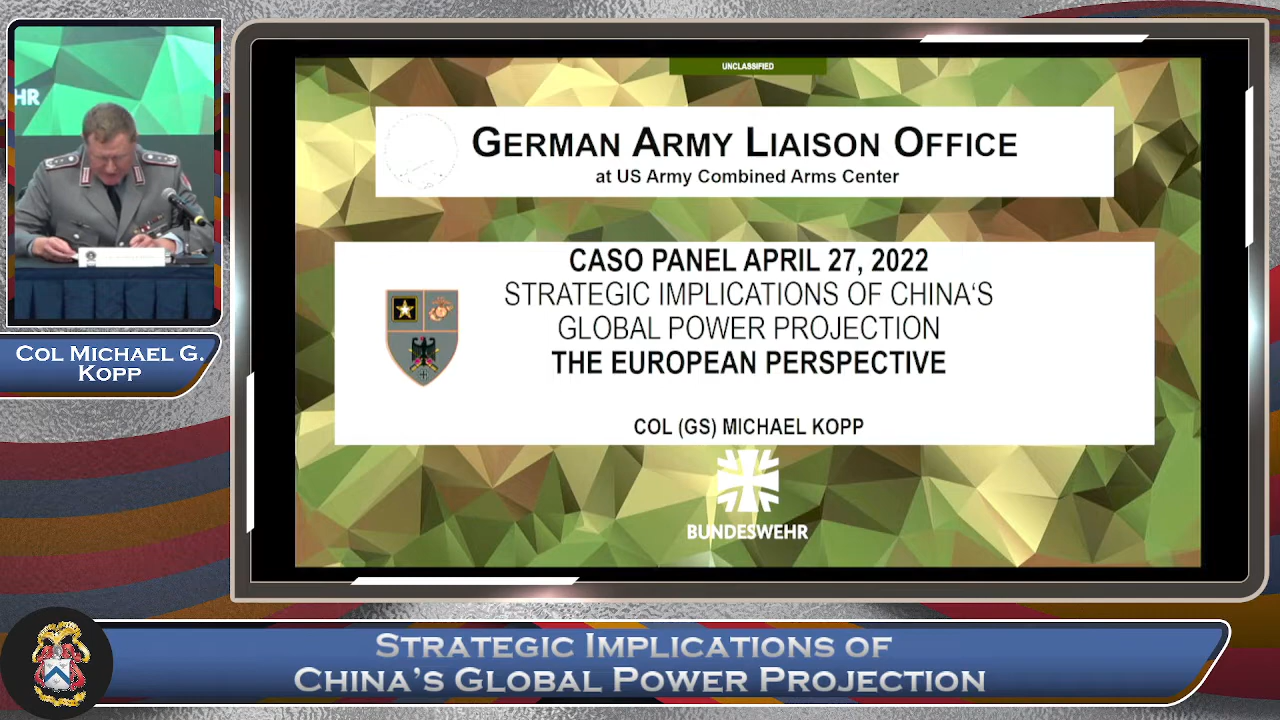 HR
COL MICHAEL G.
KOPP
UNCLASSIFIED
GERMAN ARMY LIAISON OFFICE
at US Army Combined Arms Center
CASO PANEL APRIL 27, 2022
STRATEGIC IMPLICATIONS OF CHINA‘S
GLOBAL POWER PROJECTION
THE EUROPEAN PERSPECTIVE
COL (GS) MICHAEL KOPP
BUNDESWEHR
STRATEGIC IMPLICATIONS OF
CHINA'S GLOBAL POWER PROJECTION